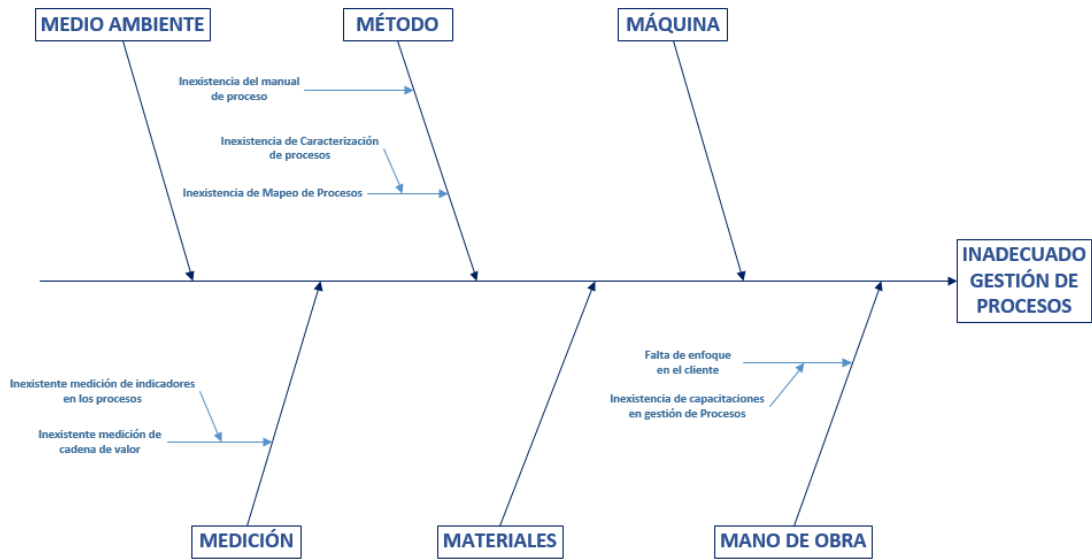 MEDIO AMBIENTE
MÉTODO
MÁQUINA
Inexistencia del manual
de proceso
Inexistencia de Caracterización
de procesos
Inexistencia de Mapeo de Procesos
INADECUADO
GESTIÓN DE
PROCESOS
Falta de enfoque
en el cliente
Inexistente medición de indicadores
en los procesos
Inexistencia de capacitaciones
en gestión de Procesos
Inexistente medición de
cadena de valor
MEDICIÓN
MATERIALES
MANO DE OBRA